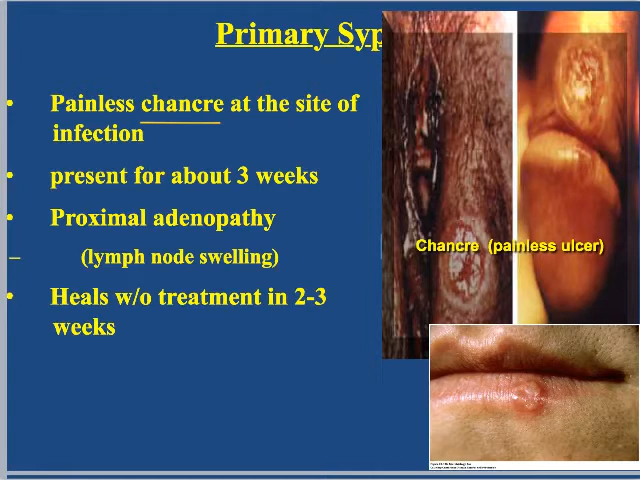 Primary Syp
• Painless chancre at the site of
infection
• present for about 3 weeks
• Proximal adenopathy
– (lymph node swelling)
• Heals w/o treatment in 2-3
weeks
Chancre (painless ulcer)